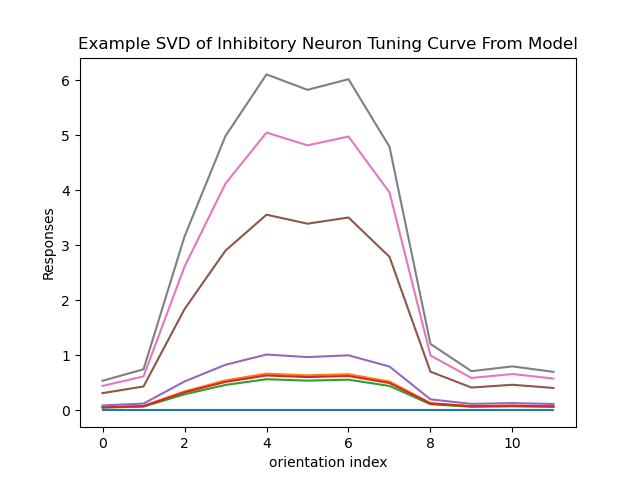 Example SVD of Inhibitory Neuron Tuning Curve From Model
Responses
6
5
4
3
2
1
0
0 2 4 6 8 10
orientation index